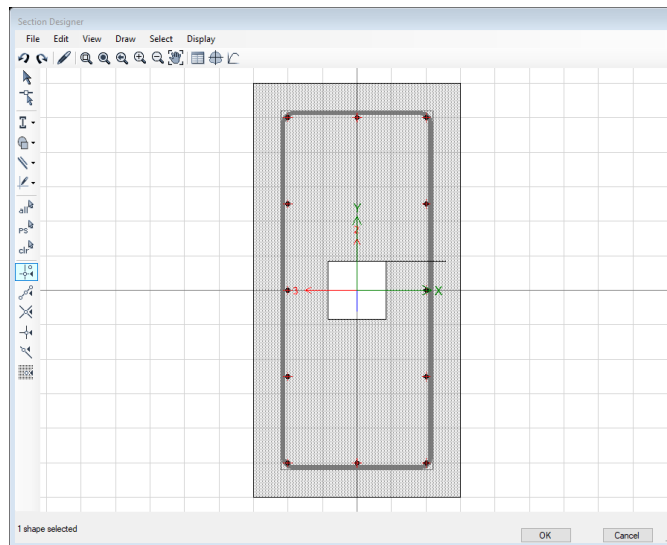 Section Designer
File Edit View Draw Select Display
all
PS
clr
Y
2
3
X
1 shape selected
OK Cancel